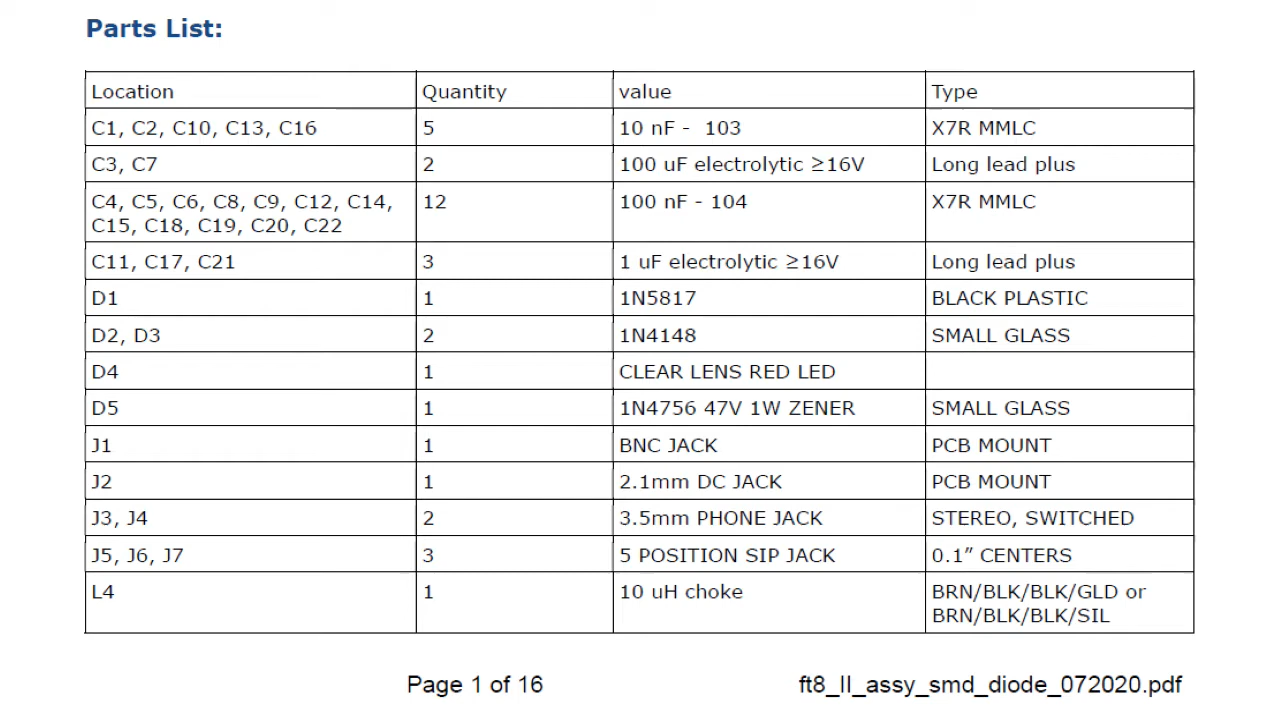 Parts List:
Location Quantity value Type
C1, C2, C10, C13, C16 5 10 nF - 103 X7R MMLC
C3, C7 2 100 uF electrolytic ≥16V Long lead plus
C4, C5, C6, C8, C9, C12, C14, 12 100 nF - 104 X7R MMLC
C15, C18, C19, C20, C22
C11, C17, C21 3 1 uF electrolytic ≥16V Long lead plus
D1 1 1N5817 BLACK PLASTIC
D2, D3 2 1N4148 SMALL GLASS
D4 1 CLEAR LENS RED LED
D5 1 1N4756 47V 1W ZENER SMALL GLASS
J1 1 BNC JACK PCB MOUNT
J2 1 2.1mm DC JACK PCB MOUNT
J3, J4 2 3.5mm PHONE JACK STEREO, SWITCHED
J5, J6, J7 3 5 POSITION SIP JACK 0.1” CENTERS
L4 1 10 uH choke BRN/BLK/BLK/GLD or
BRN/BLK/BLK/SIL
Page 1 of 16 ft8_II_assy_smd_diode_072020.pdf